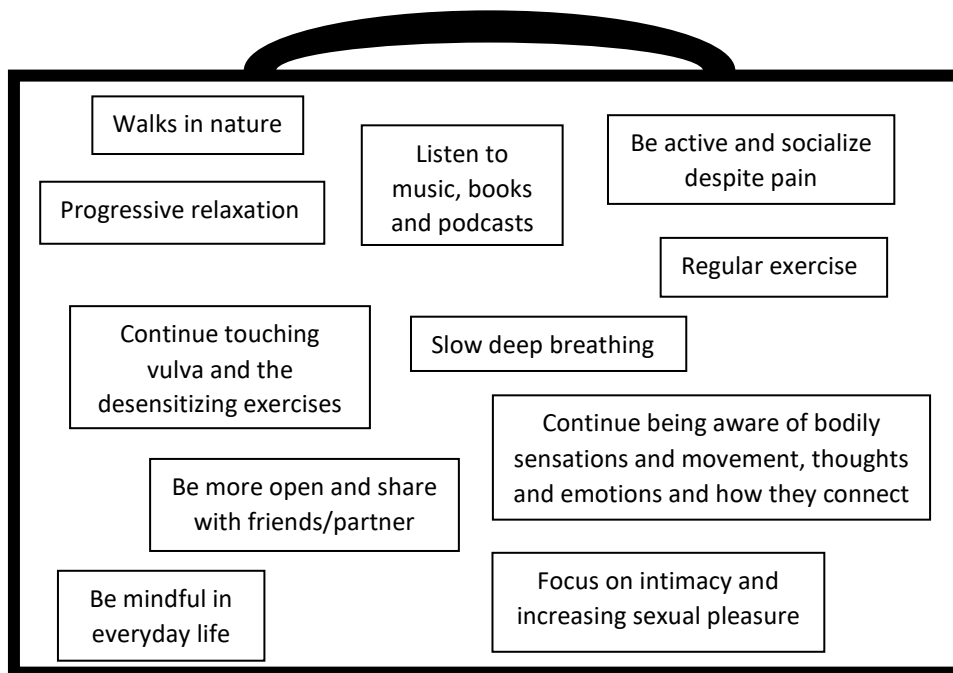 Walks in nature
Listen to
music, books
and podcasts
Be active and socialize
despite pain
Progressive relaxation
Regular exercise
Continue touching
vulva and the
desensitizing exercises
Slow deep breathing
Continue being aware of bodily
sensations and movement, thoughts
and emotions and how they connect
Be more open and share
with friends/partner
Focus on intimacy and
increasing sexual pleasure
Be mindful in
everyday life